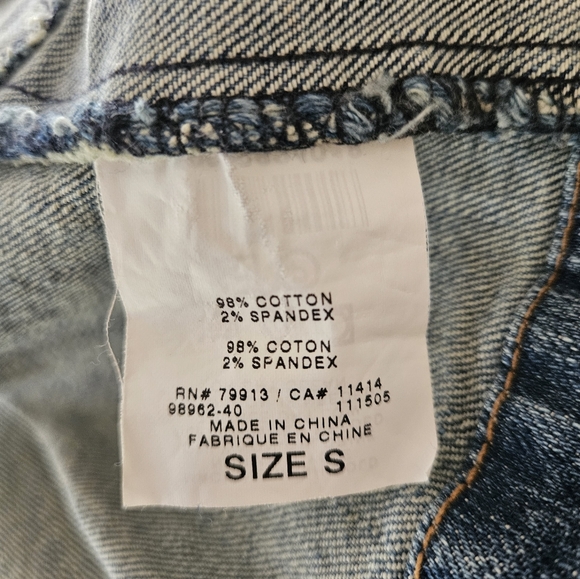 98% COTTON
2% SPANDEX
98% COTON
2% SPANDEX
RN# 79913 / CA# 11414
98962-40 111505
MADE IN CHINA
FABRIQUE EN CHINE
SIZE S